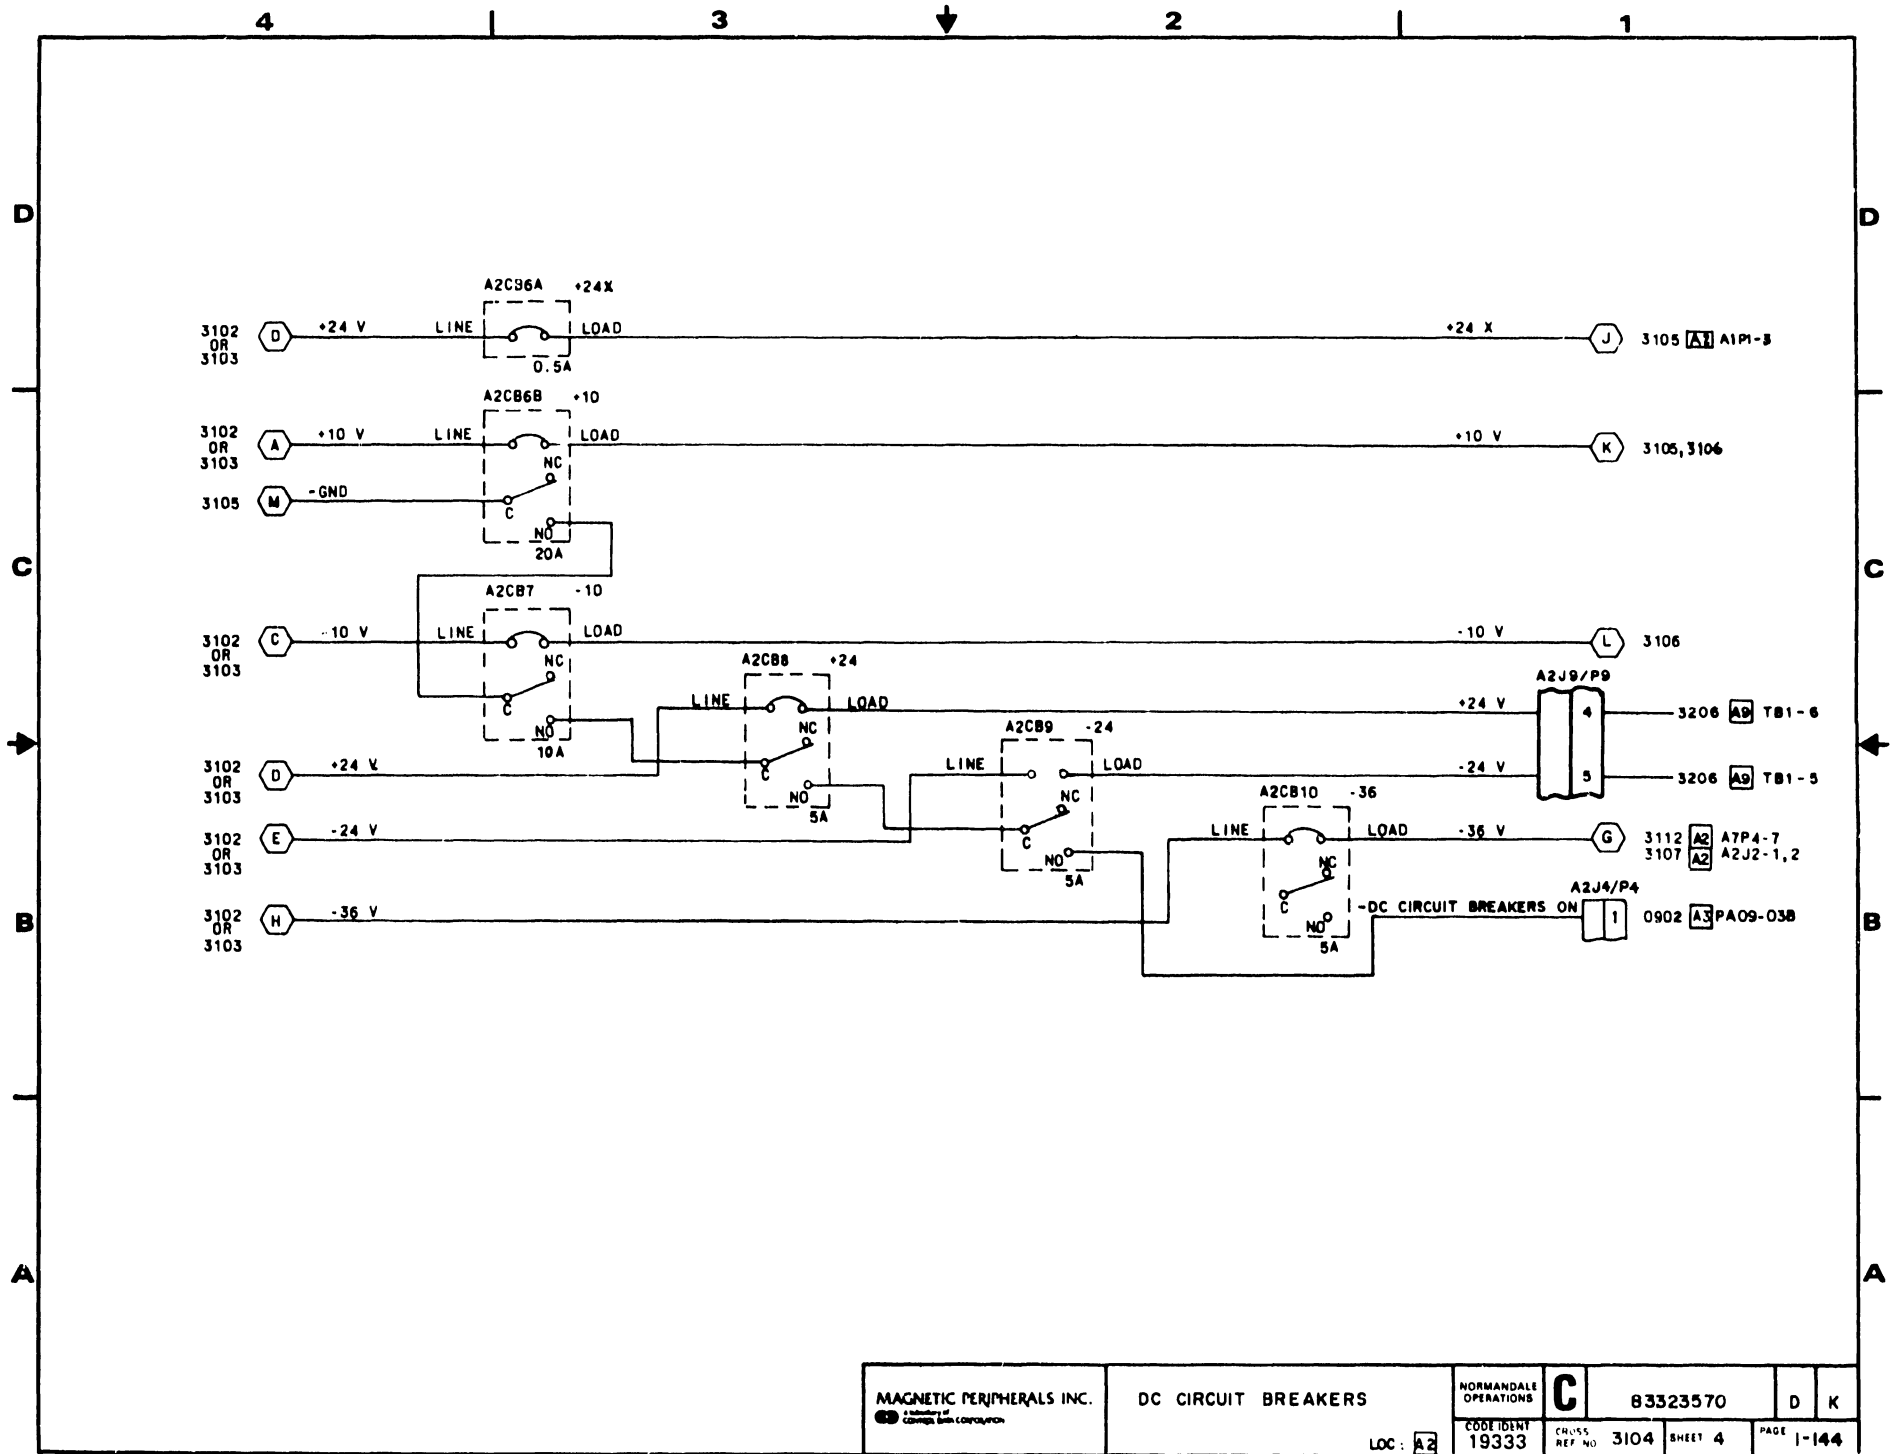 4 3 2 1
D D
A2CB6A +24X
3102 OR 3103 D +24 V LINE LOAD +24 X J 3105 A1P1-3
0.5A
A2CB6B +10
3102 OR 3103 A +10 V LINE LOAD +10 V K 3105,3106
NC
3105 M -GND
C
NO
20A
C C
A2CB7 -10
3102 OR 3103 C -10 V LINE LOAD -10 V L 3106
NC
C
NO
10A
A2CB8 +24
A2J9/P9
LINE LOAD +24 V 4 3206 A9 TB1-6
NC
C
NO
5A
3102 OR 3103 D +24 V
A2CB9 -24
LINE LOAD -24 V 5 3206 A9 TB1-5
NC
C
NO
5A
3102 OR 3103 E -24 V
A2CB10 -36
LINE LOAD -36 V G 3112 A2 A7P4-7
3107 A2 A2J2-1,2
NC
C
NO
5A
A2J4/P4
3102 OR 3103 H -36 V
-DC CIRCUIT BREAKERS ON 1 0902 A3 PA09-03B
B B
A A
MAGNETIC PERIPHERALS INC.
a subsidiary of
CONTROL DATA CORPORATION
DC CIRCUIT BREAKERS
LOC: A2
NORMANDALE
OPERATIONS
CODE IDENT
19333
C 83323570 D K
CROSS
REF NO 3104 SHEET 4 PAGE 1-144